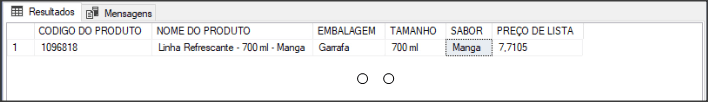 Resultados Mensagens
CODIGO DO PRODUTO NOME DO PRODUTO EMBALAGEM TAMANHO SABOR PREÇO DE LISTA
1 1096818 Linha Refrescante - 700 ml - Manga Garrafa 700 ml Manga 7,7105